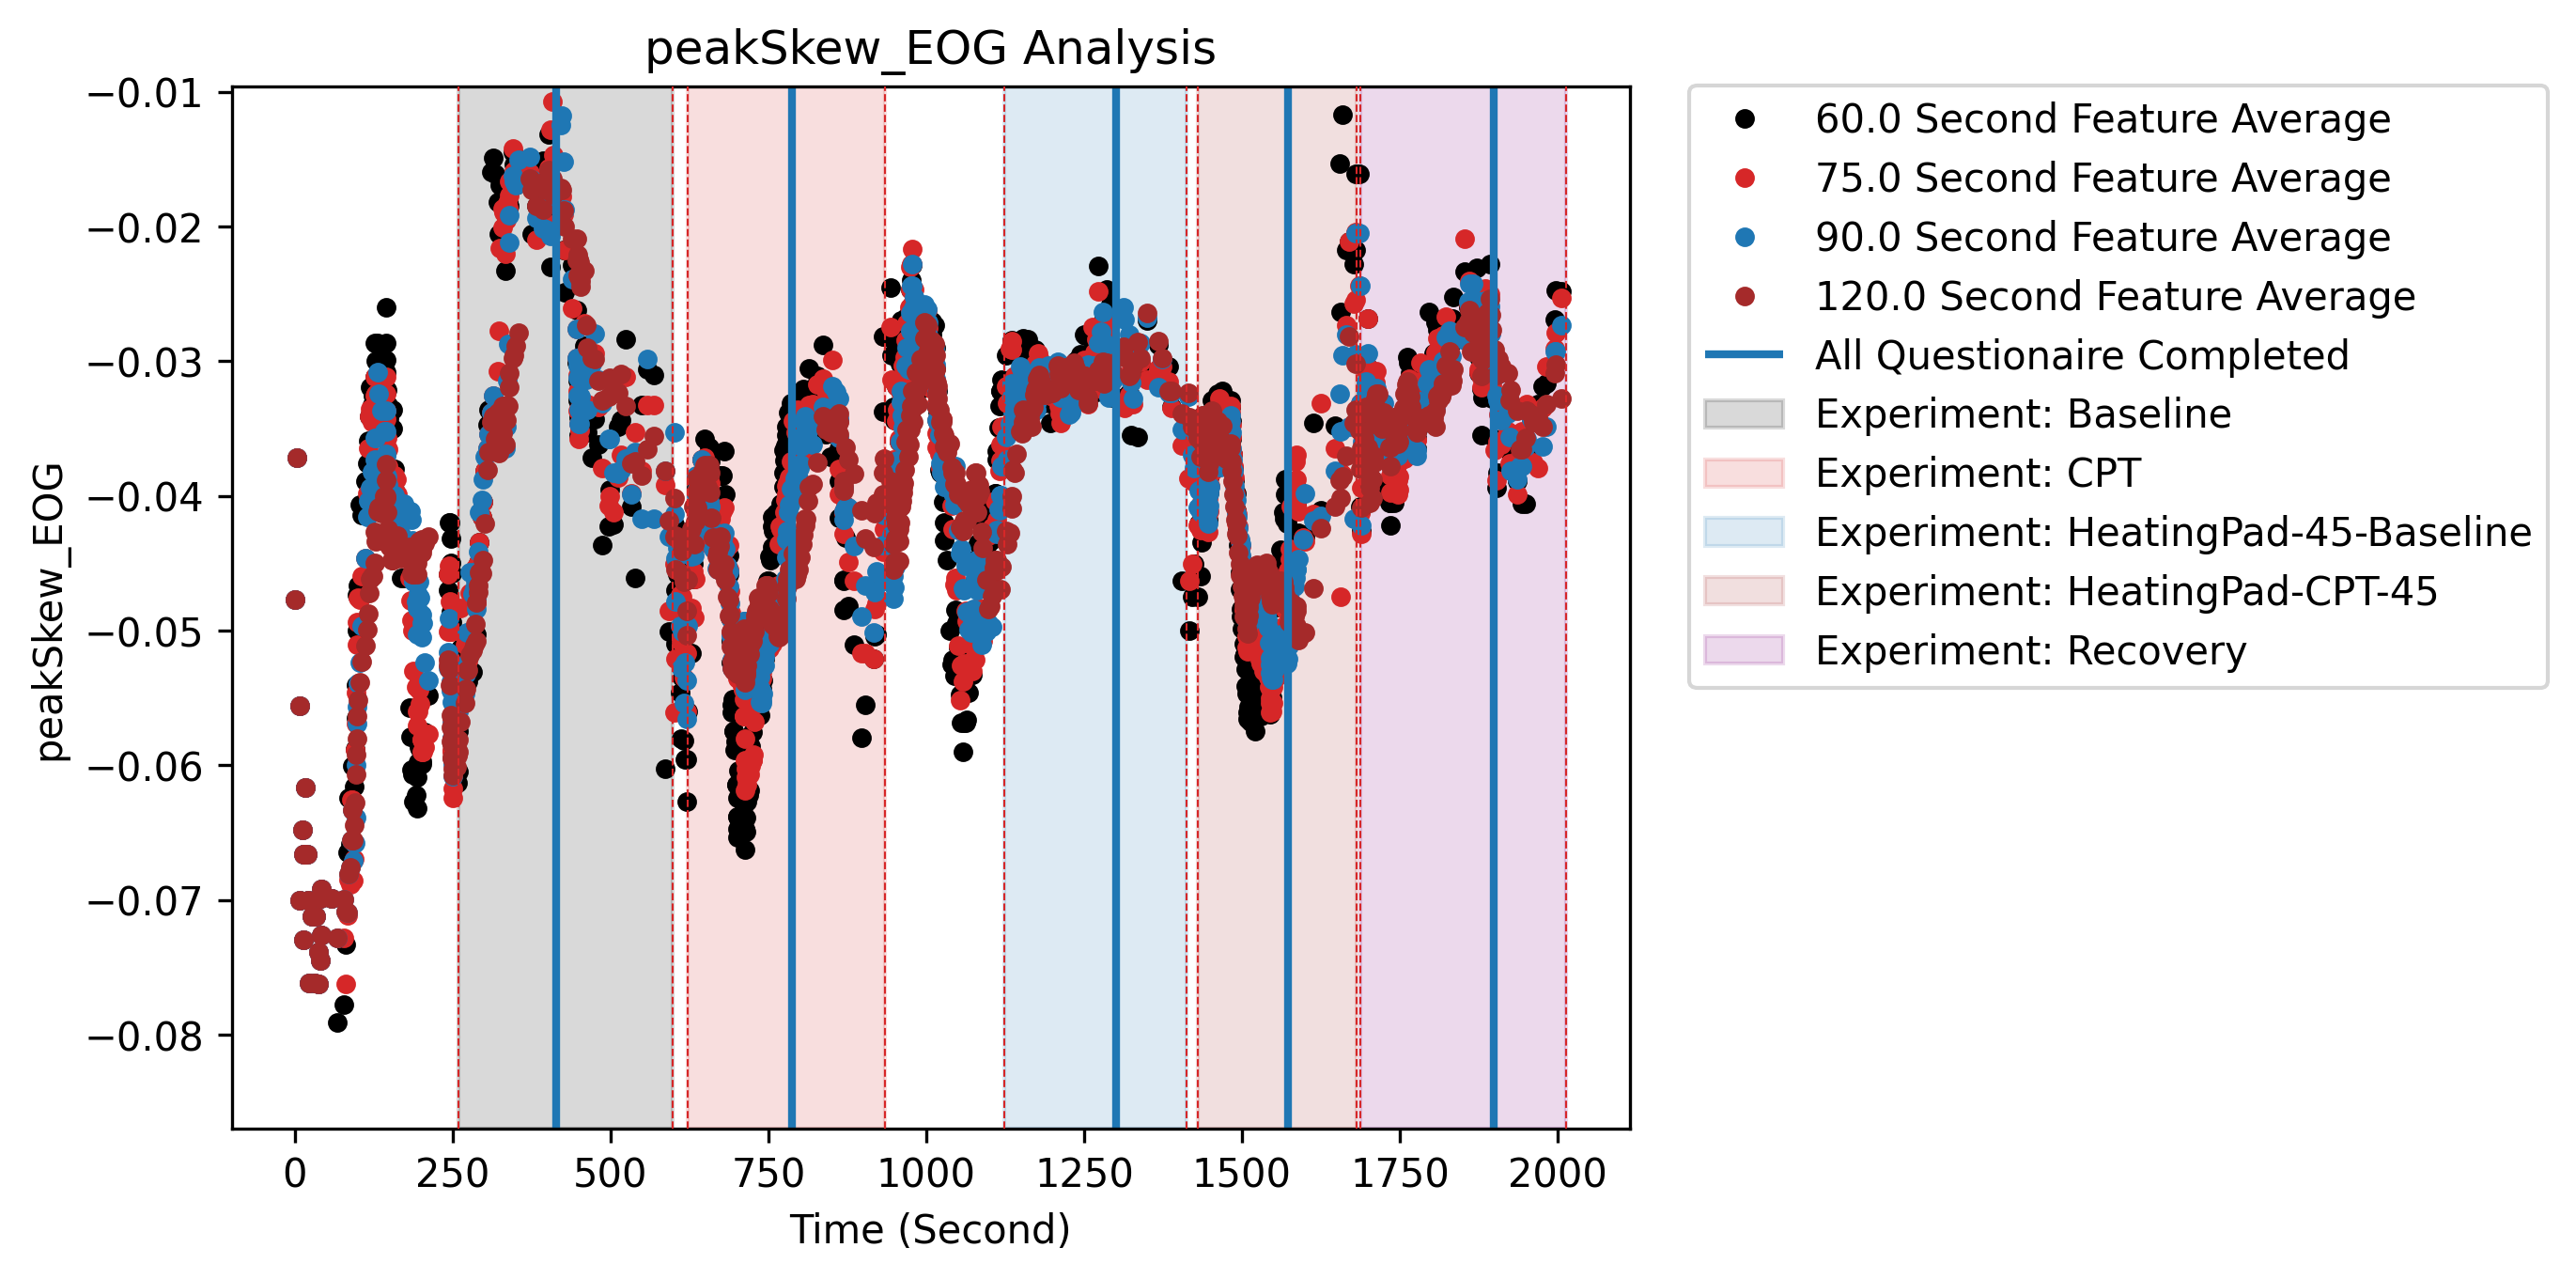 peakSkew_EOG Analysis
−0.01
−0.02
−0.03
−0.04
−0.05
−0.06
−0.07
−0.08
peakSkew_EOG
0 250 500 750 1000 1250 1500 1750 2000
Time (Second)
60.0 Second Feature Average
75.0 Second Feature Average
90.0 Second Feature Average
120.0 Second Feature Average
All Questionaire Completed
Experiment: Baseline
Experiment: CPT
Experiment: HeatingPad-45-Baseline
Experiment: HeatingPad-CPT-45
Experiment: Recovery